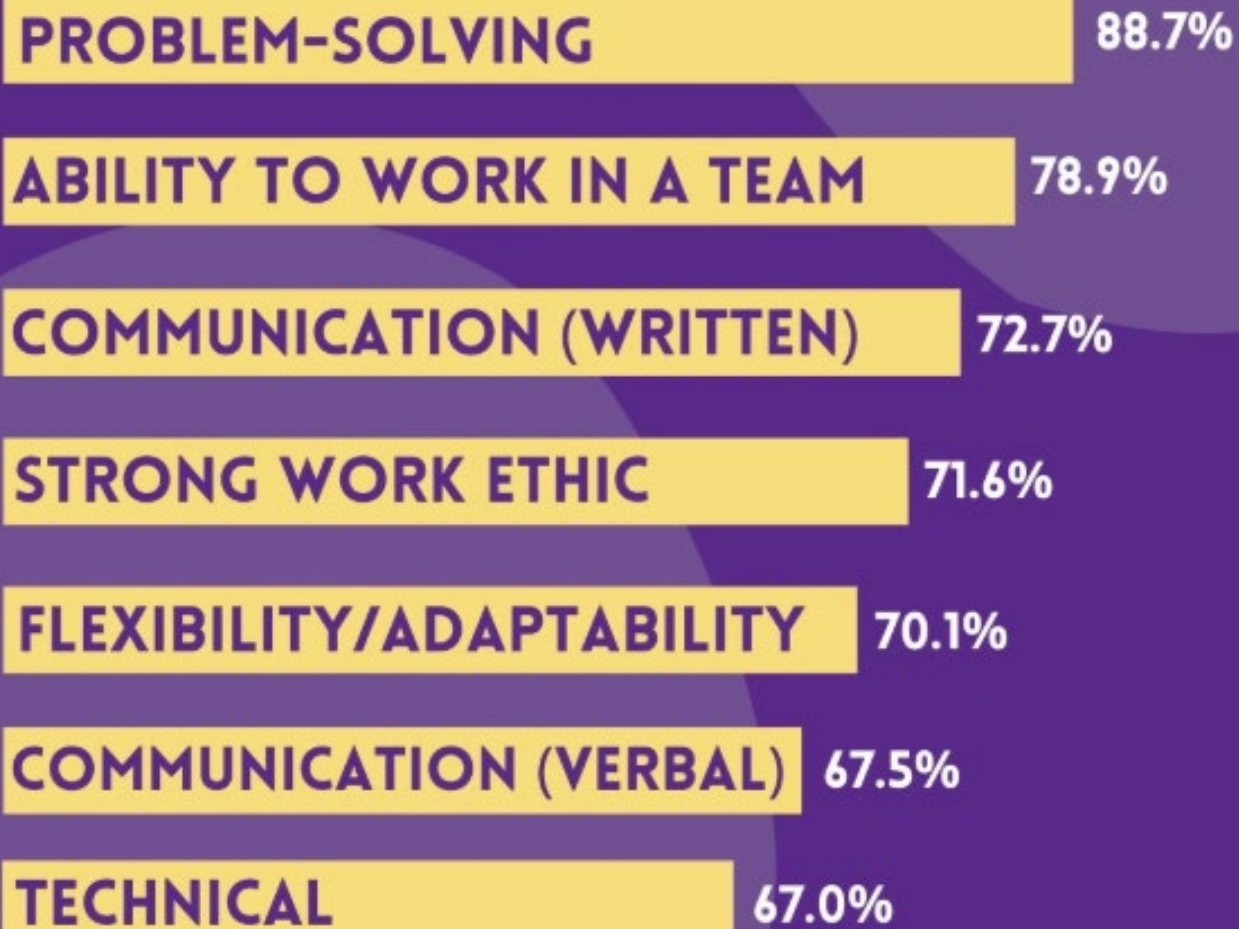 PROBLEM-SOLVING 88.7%
ABILITY TO WORK IN A TEAM 78.9%
COMMUNICATION (WRITTEN) 72.7%
STRONG WORK ETHIC 71.6%
FLEXIBILITY/ADAPTABILITY 70.1%
COMMUNICATION (VERBAL) 67.5%
TECHNICAL 67.0%